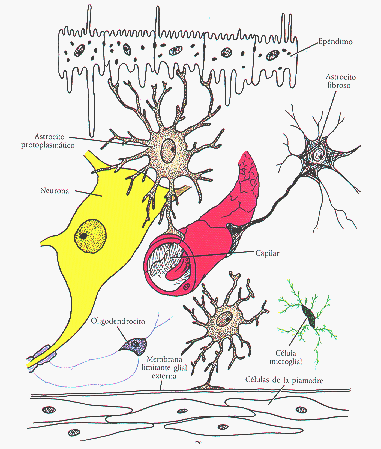 Epéndimo
Astrocito
fibroso
Astrocito
protoplasmático
Neurona
Capilar
Oligodendrocito
Célula
microglial
Membrana
limitante glial
externa
Células de la piamadre